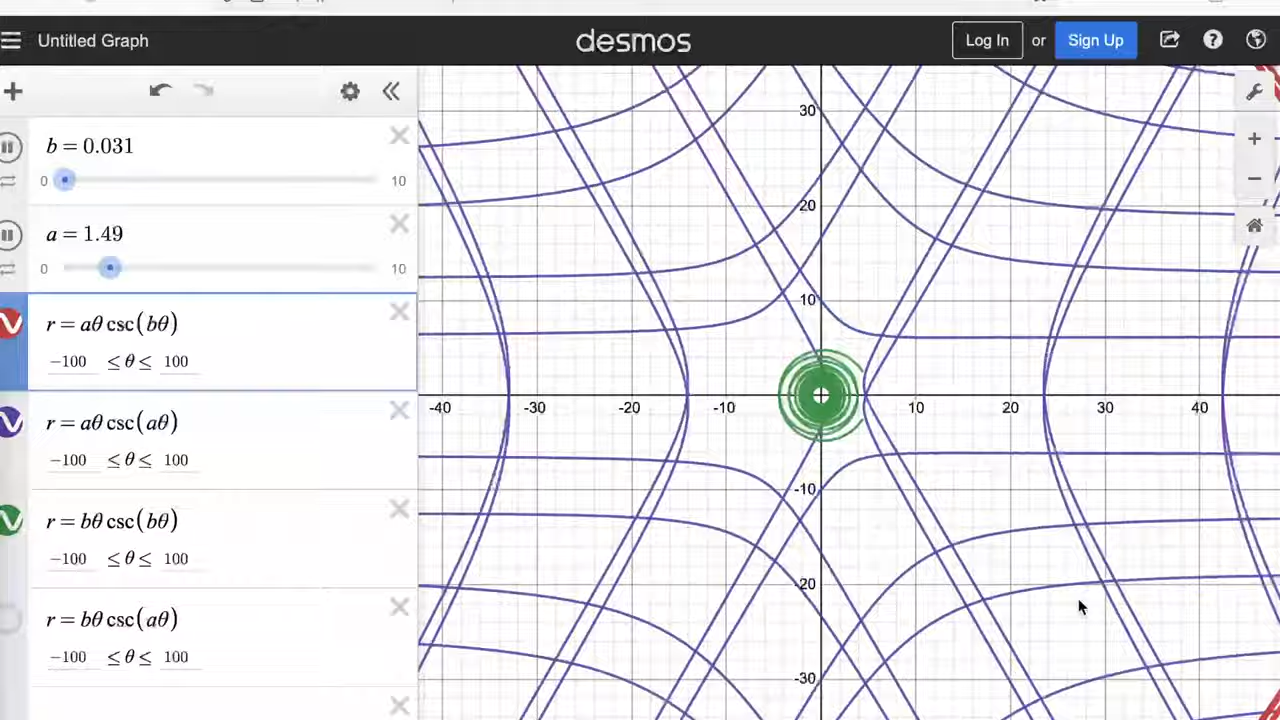 Untitled Graph
desmos
Log In or Sign Up
b = 0.031
0 10
a = 1.49
0 10
r = aθ csc(bθ)
−100 ≤ θ ≤ 100
r = aθ csc(aθ)
−100 ≤ θ ≤ 100
r = bθ csc(bθ)
−100 ≤ θ ≤ 100
r = bθ csc(aθ)
−100 ≤ θ ≤ 100
30
20
10
-40 -30 -20 -10 0 10 20 30 40
-10
-20
-30